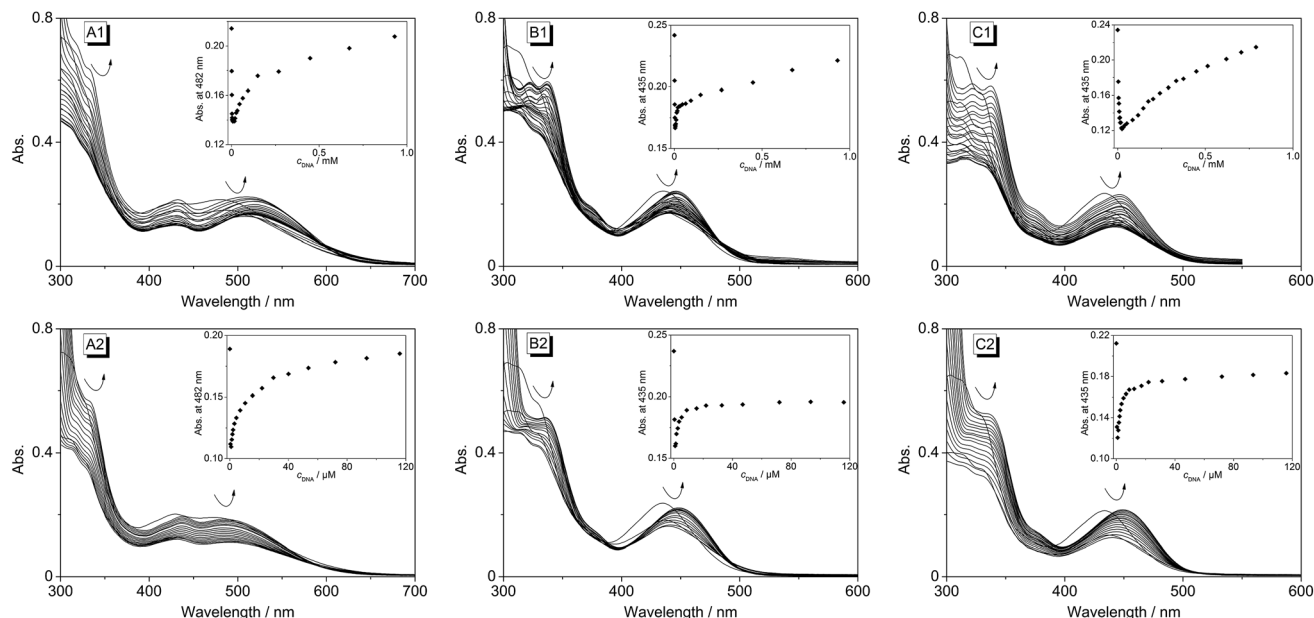 A1
Abs.
0.8
0.4
0
300 400 500 600 700
Wavelength / nm
Abs. at 482 nm
0.20
0.16
0.12
0 0.5 1.0
cDNA / mM
B1
Abs.
0.8
0.4
0
300 400 500 600
Wavelength / nm
Abs. at 435 nm
0.25
0.20
0.15
0 0.5 1.0
cDNA / mM
C1
Abs.
0.8
0.4
0
300 400 500 600
Wavelength / nm
Abs. at 435 nm
0.24
0.20
0.16
0.12
0 0.5 1.0
cDNA / mM
A2
Abs.
0.8
0.4
0
300 400 500 600 700
Wavelength / nm
Abs. at 482 nm
0.20
0.15
0.10
0 40 80 120
cDNA / µM
B2
Abs.
0.8
0.4
0
300 400 500 600
Wavelength / nm
Abs. at 435 nm
0.25
0.20
0.15
0 40 80 120
cDNA / µM
C2
Abs.
0.8
0.4
0
300 400 500 600
Wavelength / nm
Abs. at 435 nm
0.22
0.18
0.14
0.10
0 40 80 120
cDNA / µM